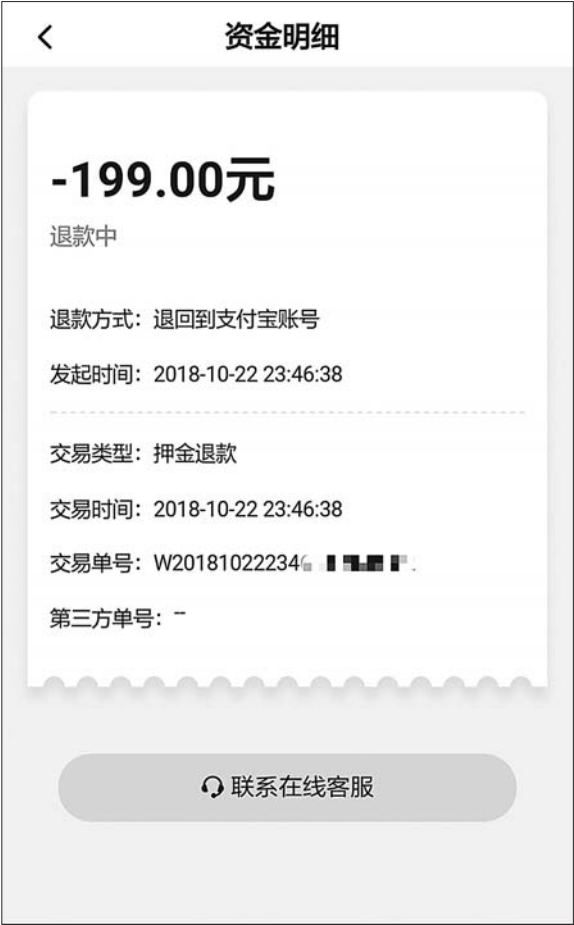 资金明细
-199.00元
退款中
退款方式：退回到支付宝账号
发起时间：2018-10-22 23:46:38
交易类型：押金退款
交易时间：2018-10-22 23:46:38
交易单号：W20181022234
第三方单号：--
联系在线客服